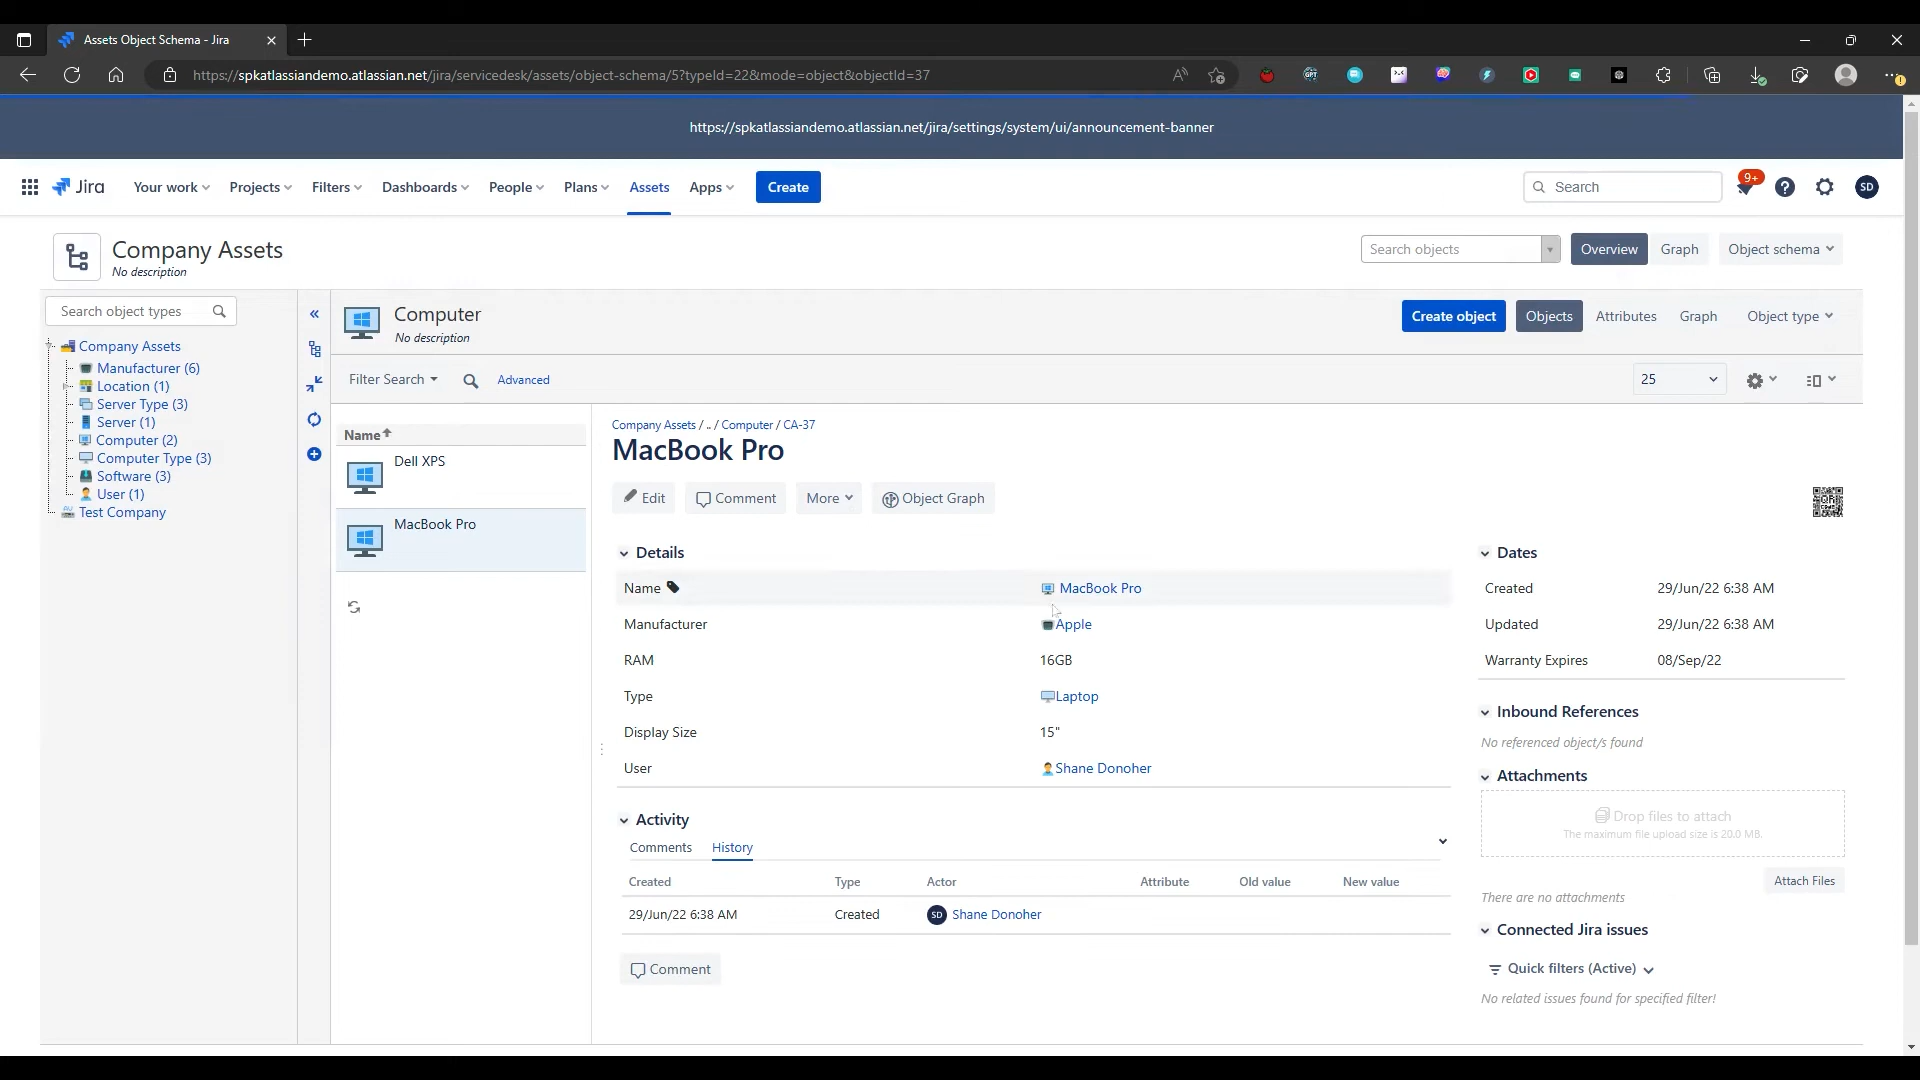 Assets Object Schema - Jira
https://spkatlassiandemo.atlassian.net/jira/servicedesk/assets/object-schema/5?typeId=22&mode=object&objectId=37
https://spkatlassiandemo.atlassian.net/jira/settings/system/ui/announcement-banner
Jira Your work Projects Filters Dashboards People Plans Assets Apps Create Search 9+ SD
Company Assets
No description
Search objects Overview Graph Object schema
Search object types
Company Assets
Manufacturer (6)
Location (1)
Server Type (3)
Server (1)
Computer (2)
Computer Type (3)
Software (3)
User (1)
Test Company
Computer
No description
Create object Objects Attributes Graph Object type
Filter Search Advanced 25
Name
Dell XPS
MacBook Pro
Company Assets / .. / Computer / CA-37
MacBook Pro
Edit Comment More Object Graph
QR CODE
Details
Name MacBook Pro
Manufacturer Apple
RAM 16GB
Type Laptop
Display Size 15"
User Shane Donoher
Activity
Comments History
Created Type Actor Attribute Old value New value
29/Jun/22 6:38 AM Created SD Shane Donoher
Comment
Dates
Created 29/Jun/22 6:38 AM
Updated 29/Jun/22 6:38 AM
Warranty Expires 08/Sep/22
Inbound References
No referenced object/s found
Attachments
Drop files to attach
The maximum file upload size is 20.0 MB.
Attach Files
There are no attachments
Connected Jira issues
Quick filters (Active)
No related issues found for specified filter!